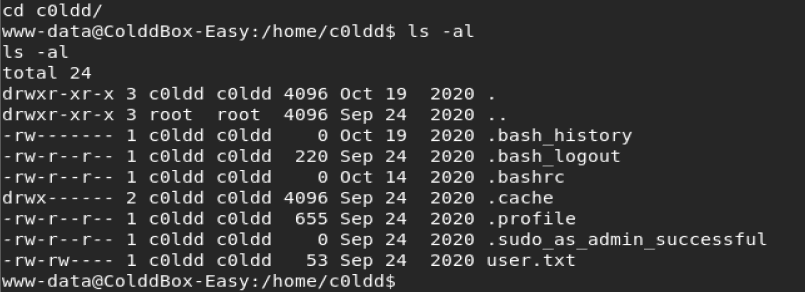 cd c0ldd/
www-data@ColddBox-Easy:/home/c0ldd$ ls -al
ls -al
total 24
drwxr-xr-x 3 c0ldd c0ldd 4096 Oct 19  2020 .
drwxr-xr-x 3 root  root  4096 Sep 24  2020 ..
-rw------- 1 c0ldd c0ldd    0 Oct 19  2020 .bash_history
-rw-r--r-- 1 c0ldd c0ldd  220 Sep 24  2020 .bash_logout
-rw-r--r-- 1 c0ldd c0ldd    0 Oct 14  2020 .bashrc
drwx------ 2 c0ldd c0ldd 4096 Sep 24  2020 .cache
-rw-r--r-- 1 c0ldd c0ldd  655 Sep 24  2020 .profile
-rw-r--r-- 1 c0ldd c0ldd    0 Sep 24  2020 .sudo_as_admin_successful
-rw-rw---- 1 c0ldd c0ldd   53 Sep 24  2020 user.txt
www-data@ColddBox-Easy:/home/c0ldd$